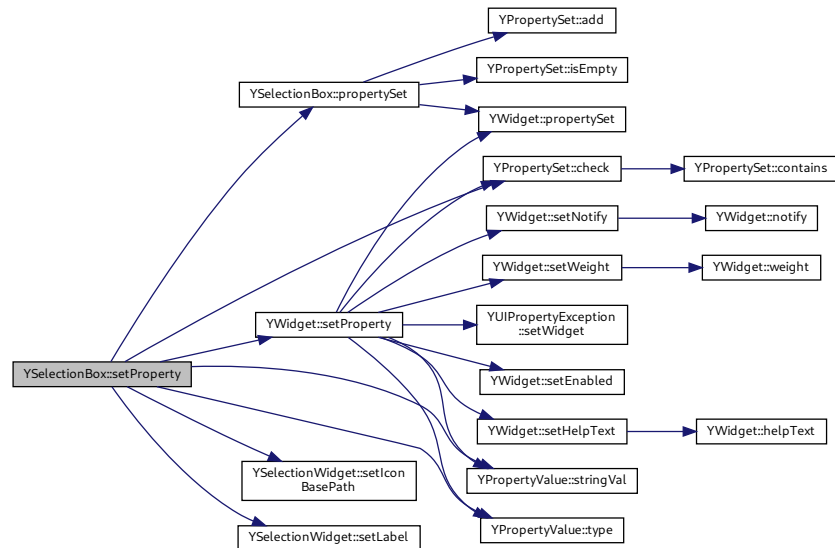 YPropertySet::add
YPropertySet::isEmpty
YSelectionBox::propertySet
YWidget::propertySet
YPropertySet::check
YPropertySet::contains
YWidget::setNotify
YWidget::notify
YWidget::setWeight
YWidget::weight
YWidget::setProperty
YUIPropertyException
::setWidget
YSelectionBox::setProperty
YWidget::setEnabled
YWidget::setHelpText
YWidget::helpText
YSelectionWidget::setIcon
BasePath
YPropertyValue::stringVal
YPropertyValue::type
YSelectionWidget::setLabel